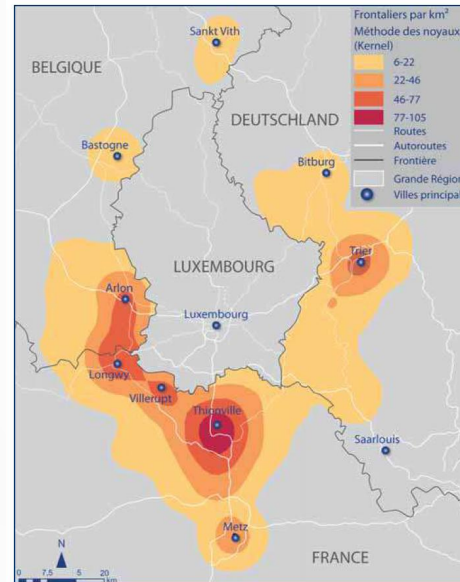 Frontaliers par km²
Méthode des noyaux
(Kernel)
6-22
22-46
46-77
77-105
Routes
Autoroutes
Frontière
Grande Région
Villes principal
Sankt Vith
BELGIQUE
DEUTSCHLAND
Bastogne
Bitburg
LUXEMBOURG
Trier
Arlon
Luxembourg
Longwy
Villerupt
Thionville
Saarlouis
Metz
N
FRANCE
0 7,5 5 20
km